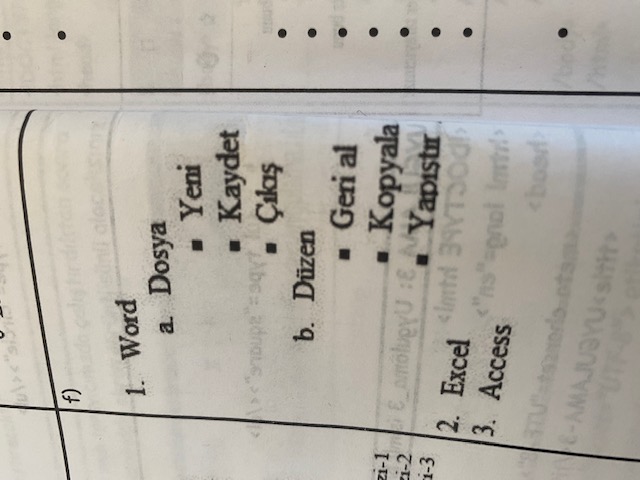 f)
1. Word
a. Dosya
▪ Yeni
▪ Kaydet
▪ Çıkış
b. Düzen
▪ Geri al
▪ Kopyala
▪ Yapıştır
zi-1
zi-2
i-3
2. Excel
3. Access